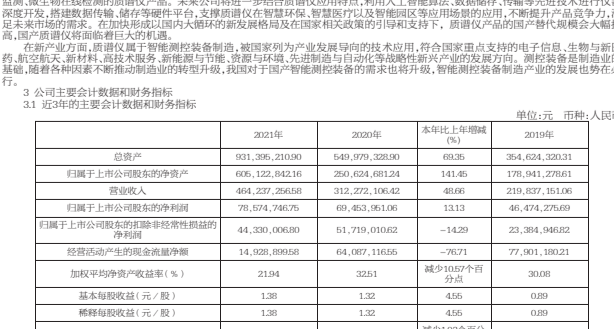 监测,微生物在线检测的质谱仪产品。未来公司将进一步结合质谱仪应用特点,利用人工智能算法、数据储存、传输等先进技术进行仪
深度开发,搭建数据传输、储存等硬件平台,支撑质谱仪在智慧环保、智慧医疗以及智能园区等应用场景的应用,不断提升产品竞争力,
足未来市场的需求。在加快形成以国内大循环的新发展格局及在国家相关政策的引导和支持下,质谱仪产品的国产替代规模会大幅
高,国产质谱仪将面临着巨大的机遇。
在新产业方面,质谱仪属于智能测控装备制造,被国家列为产业发展导向的技术应用,符合国家重点支持的电子信息、生物与新医
药、航空航天、新材料、高技术服务、新能源与节能、资源与环境、先进制造与自动化等战略性新兴产业的发展方向。测控装备是制造业的
基础,随着各种因素不断推动制造业的转型升级,我国对于国产智能测控装备的需求也将升级,智能测控装备制造产业的发展也势在必
行。
3 公司主要会计数据和财务指标
3.1 近3年的主要会计数据和财务指标
单位:元 币种:人民币
2021年 2020年 本年比上年增减(%) 2019年
总资产 931,395,210.90 549,979,328.90 69.35 354,624,320.31
归属于上市公司股东的净资产 605,122,842.16 250,624,681.24 141.45 178,941,278.61
营业收入 464,237,256.58 312,272,106.42 48.66 219,837,151.06
归属于上市公司股东的净利润 78,574,746.75 69,453,951.06 13.13 46,474,275.69
归属于上市公司股东的扣除非经常性损益的净利润 44,330,006.80 51,719,010.62 -14.29 23,384,946.82
经营活动产生的现金流量净额 14,928,899.58 64,087,116.55 -76.71 77,901,180.21
加权平均净资产收益率(%) 21.94 32.51 减少10.57个百分点 30.08
基本每股收益(元/股) 1.38 1.32 4.55 0.89
稀释每股收益(元/股) 1.38 1.32 4.55 0.89